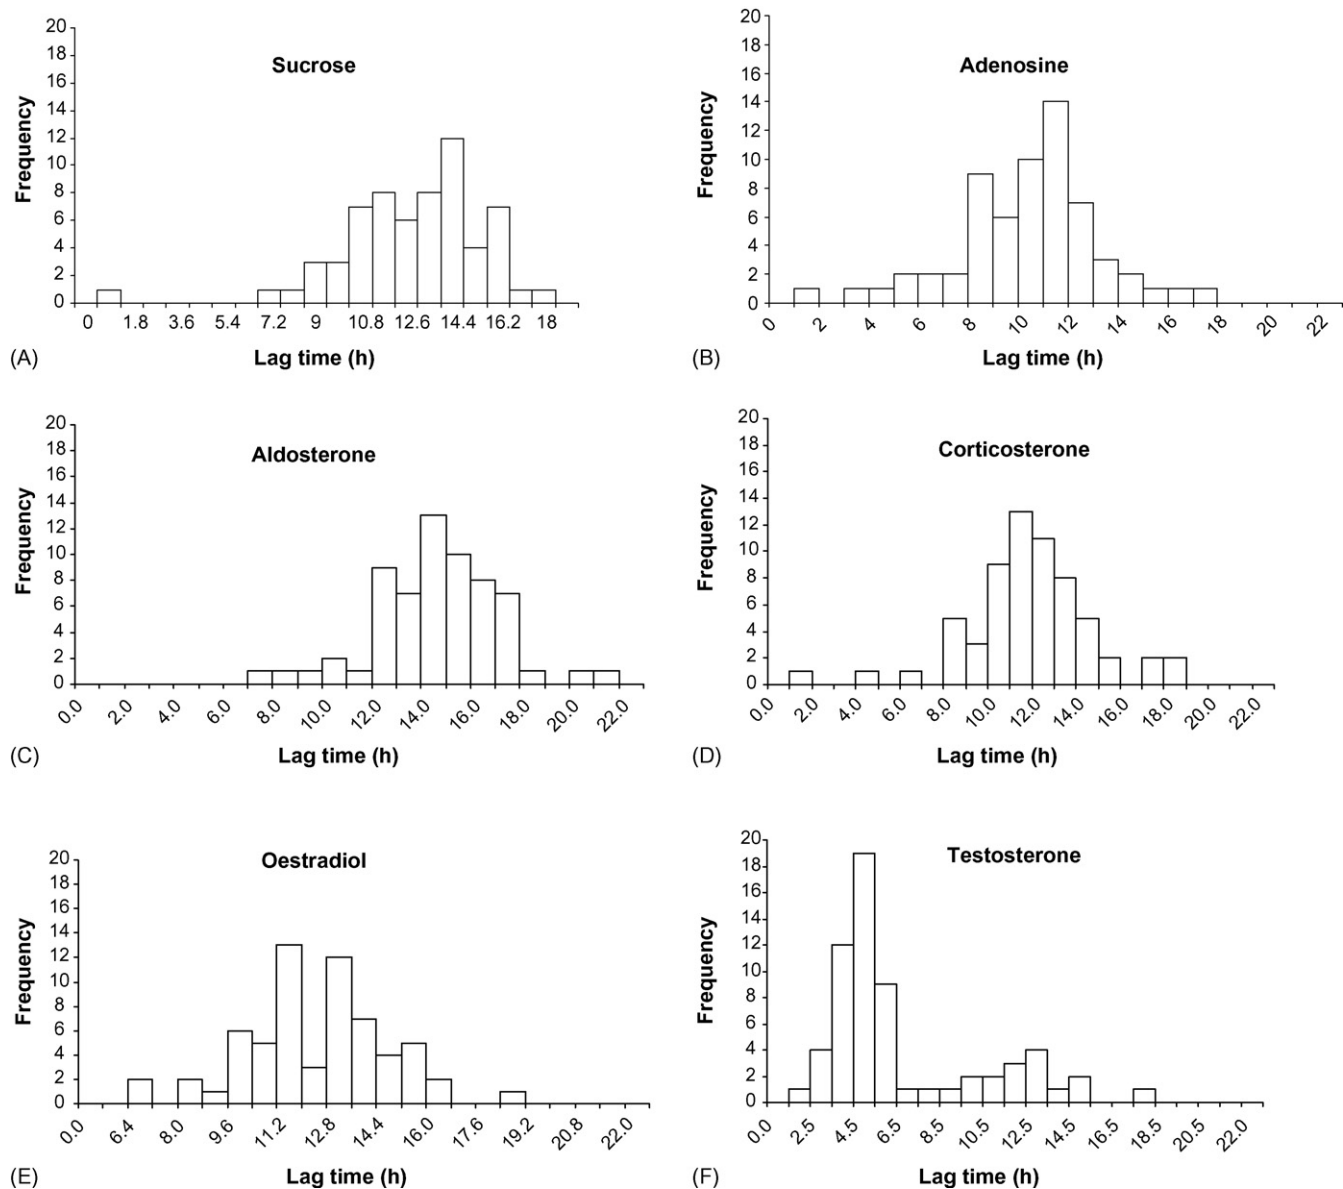 Sucrose
Frequency
20
18
16
14
12
10
8
6
4
2
0
0 1.8 3.6 5.4 7.2 9 10.8 12.6 14.4 16.2 18
Lag time (h)
(A)
Adenosine
Frequency
20
18
16
14
12
10
8
6
4
2
0
0 2 4 6 8 10 12 14 16 18 20 22
Lag time (h)
(B)
Aldosterone
Frequency
20
18
16
14
12
10
8
6
4
2
0
0.0 2.0 4.0 6.0 8.0 10.0 12.0 14.0 16.0 18.0 20.0 22.0
Lag time (h)
(C)
Corticosterone
Frequency
20
18
16
14
12
10
8
6
4
2
0
0.0 2.0 4.0 6.0 8.0 10.0 12.0 14.0 16.0 18.0 20.0 22.0
Lag time (h)
(D)
Oestradiol
Frequency
20
18
16
14
12
10
8
6
4
2
0
0.0 6.4 8.0 9.6 11.2 12.8 14.4 16.0 17.6 19.2 20.8 22.0
Lag time (h)
(E)
Testosterone
Frequency
20
18
16
14
12
10
8
6
4
2
0
0.0 2.5 4.5 6.5 8.5 10.5 12.5 14.5 16.5 18.5 20.5 22.0
Lag time (h)
(F)